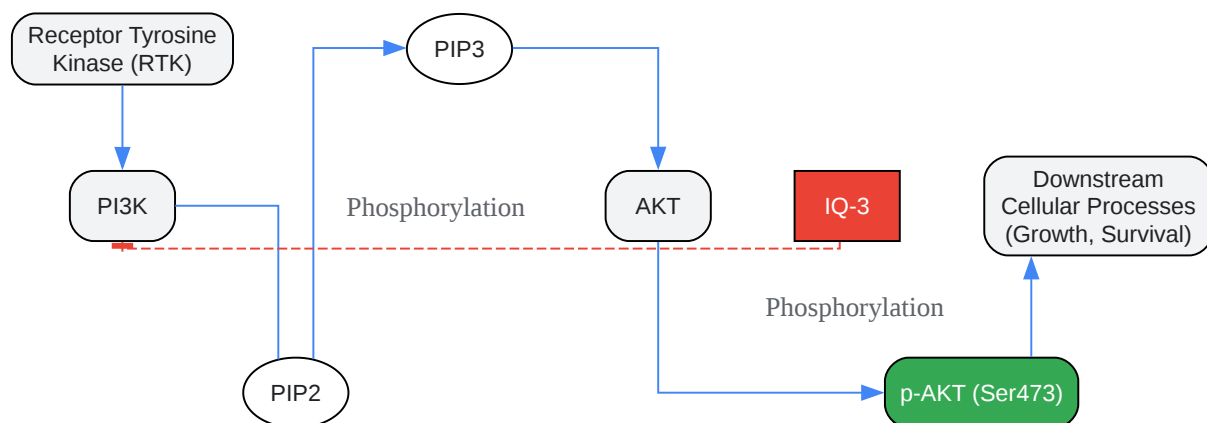 Receptor Tyrosine
Kinase (RTK)
PIP3
PI3K
Phosphorylation
AKT
IQ-3
Downstream
Cellular Processes
(Growth, Survival)
Phosphorylation
PIP2
p-AKT (Ser473)